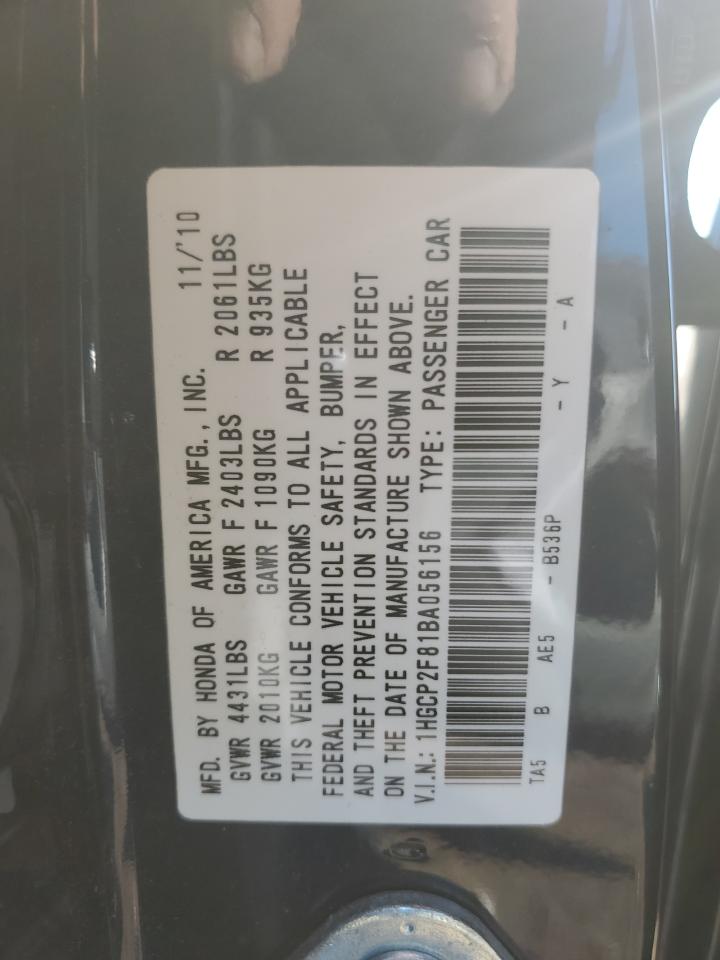 MFD. BY HONDA OF AMERICA MFG., INC. 11/'10
GVWR 4431LBS GAWR F 2403LBS R 2061LBS
GVWR 2010KG GAWR F 1090KG R 935KG
THIS VEHICLE CONFORMS TO ALL APPLICABLE
FEDERAL MOTOR VEHICLE SAFETY, BUMPER,
AND THEFT PREVENTION STANDARDS IN EFFECT
ON THE DATE OF MANUFACTURE SHOWN ABOVE.
V.I.N.: 1HGCP2F81BA056156 TYPE: PASSENGER CAR
TA5 B AE5 - B536P - Y - A